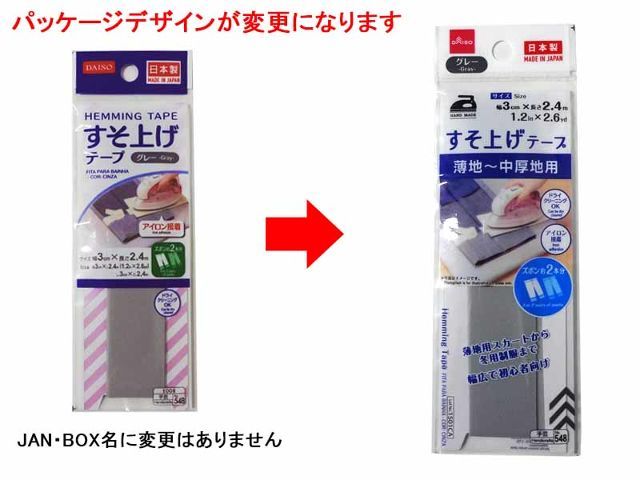 パッケージデザインが変更になります
DAISO
日本製
MADE IN JAPAN
HEMMING TAPE
すそ上げ
テープ
グレー -Gray-
FITA PARA BAINHA
-COR: CINZA
アイロン接着
サイズ 幅3cm×長さ2.4m
ズボン約2本分
ドライ
クリーニング
OK
手芸
548
DAISO
グレー
-Gray-
日本製
MADE IN JAPAN
HAND MADE
サイズ Size
幅3cm×長さ2.4m
1.2in×2.6yd
すそ上げテープ
薄地～中厚地用
ドライ
クリーニング
OK
アイロン
接着
ズボン約2本分
Hemming Tape
FITA PARA BAINHA -COR: CINZA
薄地用スカートから
冬用制服まで
幅広で初心者向け
手芸
548
JAN・BOX名に変更はありません